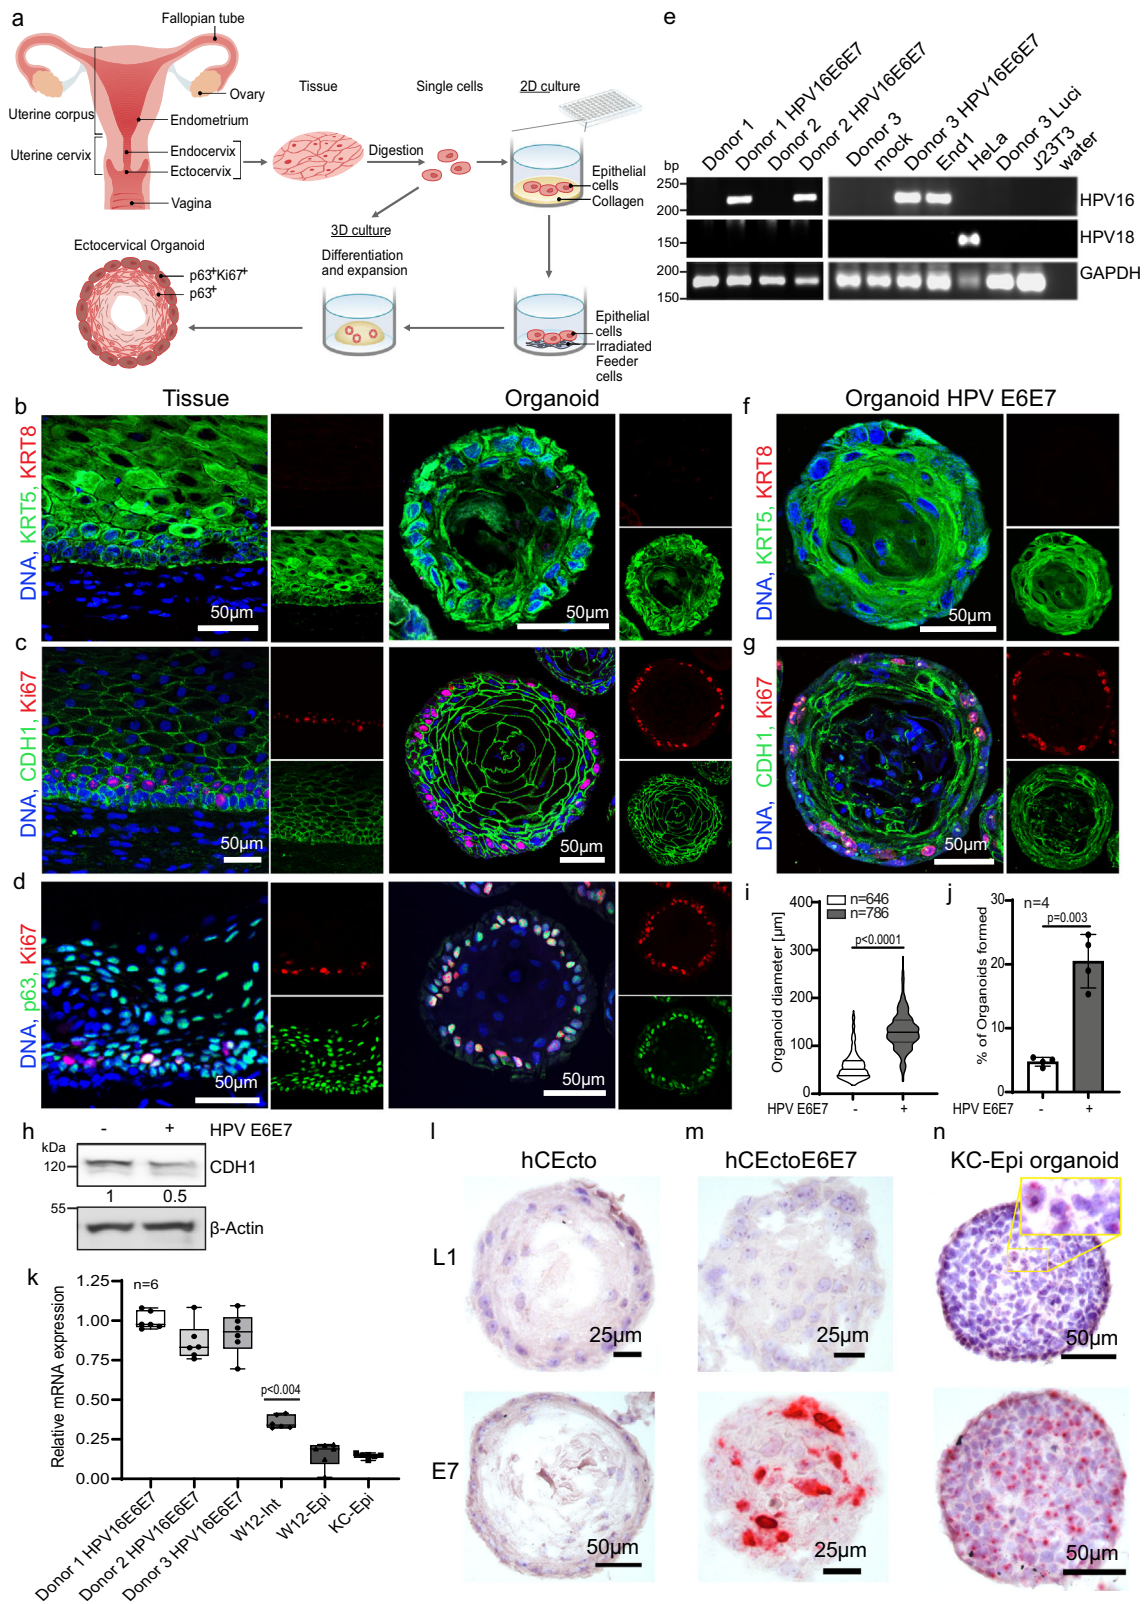 a
Fallopian tube
Uterine corpus
Ovary
Endometrium
Uterine cervix
Endocervix
Ectocervix
Vagina
Tissue
Digestion
Single cells
2D culture
Epithelial
cells
Collagen
3D culture
Differentiation
and expansion
Epithelial
cells
Irradiated
Feeder
cells
Ectocervical Organoid
p63+Ki67+
p63+
e
Donor 1
Donor 1 HPV16E6E7
Donor 2
Donor 2 HPV16E6E7
Donor 3
mock
Donor 3 HPV16E6E7
End1
HeLa
Donor 3 Luci
J23T3
water
bp
250
200
HPV16
150
HPV18
200
150
GAPDH
b
Tissue
Organoid
DNA, KRT5, KRT8
50µm
50µm
f
Organoid HPV E6E7
DNA, KRT5, KRT8
50µm
c
DNA, CDH1, Ki67
50µm
50µm
g
DNA, CDH1, Ki67
50µm
d
DNA, p63, Ki67
50µm
50µm
i
n=646
n=786
p<0.0001
Organoid diameter [µm]
400
300
200
100
0
HPV E6E7
-
+
j
n=4
p=0.003
% of Organoids formed
30
20
10
0
HPV E6E7
-
+
h
-
+
HPV E6E7
kDa
120
CDH1
1
0.5
55
β-Actin
k
n=6
p<0.004
Relative mRNA expression
1.25
1.00
0.75
0.50
0.25
0.00
Donor 1 HPV16E6E7
Donor 2 HPV16E6E7
Donor 3 HPV16E6E7
W12-Int
W12-Epi
KC-Epi
l
hCEcto
m
hCEctoE6E7
n
KC-Epi organoid
L1
25µm
25µm
50µm
E7
50µm
25µm
50µm